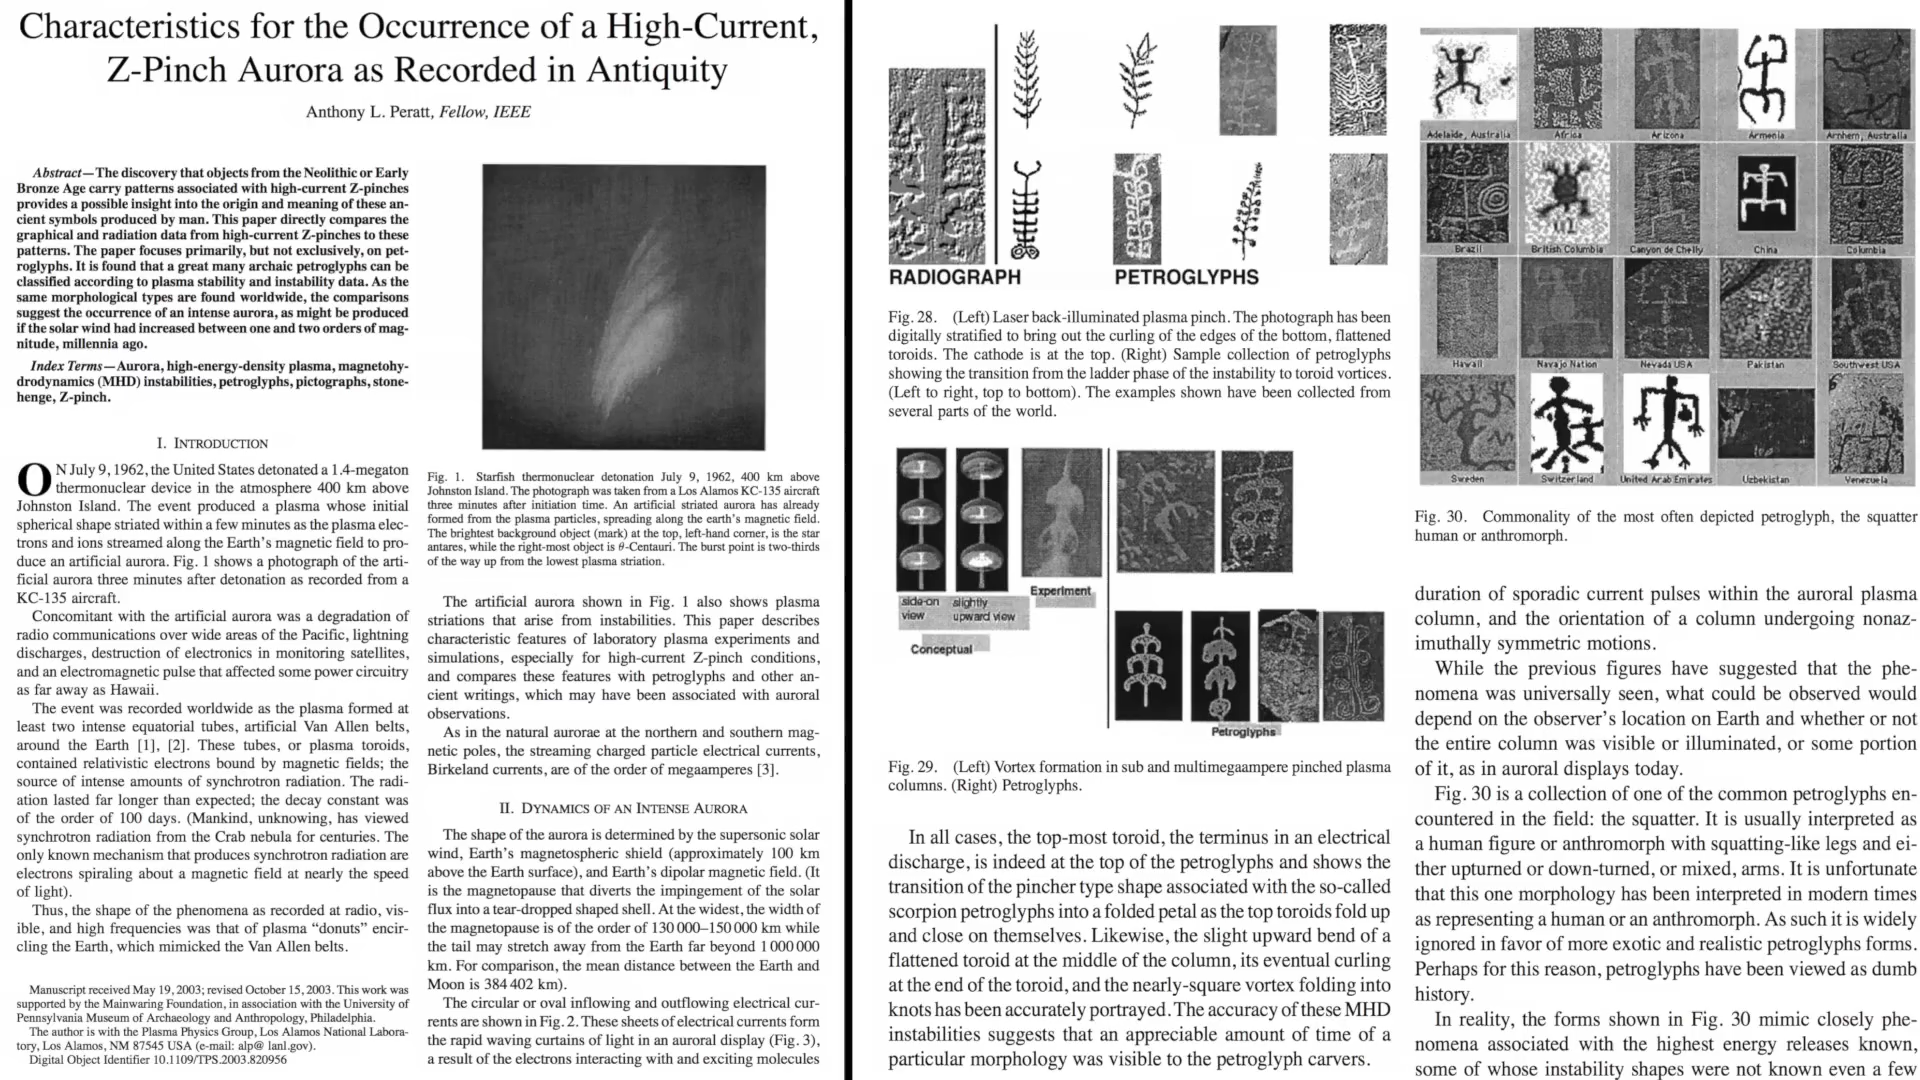 Characteristics for the Occurrence of a High-Current,
Z-Pinch Aurora as Recorded in Antiquity
Anthony L. Peratt, Fellow, IEEE
Abstract—The discovery that objects from the Neolithic or Early
Bronze Age carry patterns associated with high-current Z-pinches
provides a possible insight into the origin and meaning of these an-
cient symbols produced by man. This paper directly compares the
graphical and radiation data from high-current Z-pinches to these
patterns. The paper focuses primarily, but not exclusively, on pet-
roglyphs. It is found that a great many archaic petroglyphs can be
classified according to plasma stability and instability data. As the
same morphological types are found worldwide, the comparisons
suggest the occurrence of an intense aurora, as might be produced
if the solar wind had increased between one and two orders of mag-
nitude, millennia ago.
Index Terms—Aurora, high-energy-density plasma, magnetohy-
drodynamics (MHD) instabilities, petroglyphs, pictographs, stone-
henge, Z-pinch.
I. INTRODUCTION
ON July 9, 1962, the United States detonated a 1.4-megaton
thermonuclear device in the atmosphere 400 km above
Johnston Island. The event produced a plasma whose initial
spherical shape striated within a few minutes as the plasma elec-
trons and ions streamed along the Earth's magnetic field to pro-
duce an artificial aurora. Fig. 1 shows a photograph of the arti-
ficial aurora three minutes after detonation as recorded from a
KC-135 aircraft.
Concomitant with the artificial aurora was a degradation of
radio communications over wide areas of the Pacific, lightning
discharges, destruction of electronics in monitoring satellites,
and an electromagnetic pulse that affected some power circuitry
as far away as Hawaii.
The event was recorded worldwide as the plasma formed at
least two intense equatorial tubes, artificial Van Allen belts,
around the Earth [1], [2]. These tubes, or plasma toroids,
contained relativistic electrons bound by magnetic fields; the
source of intense amounts of synchrotron radiation. The radi-
ation lasted far longer than expected; the decay constant was
of the order of 100 days. (Mankind, unknowing, has viewed
synchrotron radiation from the Crab nebula for centuries. The
only known mechanism that produces synchrotron radiation are
electrons spiraling about a magnetic field at nearly the speed
of light).
Thus, the shape of the phenomena as recorded at radio, vis-
ible, and high frequencies was that of plasma “donuts” encir-
cling the Earth, which mimicked the Van Allen belts.
Manuscript received May 19, 2003; revised October 15, 2003. This work was
supported by the Mainwaring Foundation, in association with the University of
Pennsylvania Museum of Archaeology and Anthropology, Philadelphia.
The author is with the Plasma Physics Group, Los Alamos National Labora-
tory, Los Alamos, NM 87545 USA (e-mail: alp@ lanl.gov).
Digital Object Identifier 10.1109/TPS.2003.820956
Fig. 1. Starfish thermonuclear detonation July 9, 1962, 400 km above
Johnston Island. The photograph was taken from a Los Alamos KC-135 aircraft
three minutes after initiation time. An artificial striated aurora has already
formed from the plasma particles, spreading along the earth's magnetic field.
The brightest background object (mark) at the top, left-hand corner, is the star
antares, while the right-most object is θ-Centauri. The burst point is two-thirds
of the way up from the lowest plasma striation.
The artificial aurora shown in Fig. 1 also shows plasma
striations that arise from instabilities. This paper describes
characteristic features of laboratory plasma experiments and
simulations, especially for high-current Z-pinch conditions,
and compares these features with petroglyphs and other an-
cient writings, which may have been associated with auroral
observations.
As in the natural aurorae at the northern and southern mag-
netic poles, the streaming charged particle electrical currents,
Birkeland currents, are of the order of megaamperes [3].
II. DYNAMICS OF AN INTENSE AURORA
The shape of the aurora is determined by the supersonic solar
wind, Earth's magnetospheric shield (approximately 100 km
above the Earth surface), and Earth's dipolar magnetic field. (It
is the magnetopause that diverts the impingement of the solar
flux into a tear-dropped shaped shell. At the widest, the width of
the magnetopause is of the order of 130 000–150 000 km while
the tail may stretch away from the Earth far beyond 1 000 000
km. For comparison, the mean distance between the Earth and
Moon is 384 402 km).
The circular or oval inflowing and outflowing electrical cur-
rents are shown in Fig. 2. These sheets of electrical currents form
the rapid waving curtains of light in an auroral display (Fig. 3),
a result of the electrons interacting with and exciting molecules
RADIOGRAPH
PETROGLYPHS
Fig. 28. (Left) Laser back-illuminated plasma pinch. The photograph has been
digitally stratified to bring out the curling of the edges of the bottom, flattened
toroids. The cathode is at the top. (Right) Sample collection of petroglyphs
showing the transition from the ladder phase of the instability to toroid vortices.
(Left to right, top to bottom). The examples shown have been collected from
several parts of the world.
side-on view
slightly upward view
Experiment
Conceptual
Petroglyphs
Fig. 29. (Left) Vortex formation in sub and multimegaampere pinched plasma
columns. (Right) Petroglyphs.
In all cases, the top-most toroid, the terminus in an electrical
discharge, is indeed at the top of the petroglyphs and shows the
transition of the pincher type shape associated with the so-called
scorpion petroglyphs into a folded petal as the top toroids fold up
and close on themselves. Likewise, the slight upward bend of a
flattened toroid at the middle of the column, its eventual curling
at the end of the toroid, and the nearly-square vortex folding into
knots has been accurately portrayed. The accuracy of these MHD
instabilities suggests that an appreciable amount of time of a
particular morphology was visible to the petroglyph carvers.
Adelaide, Australia Africa Arizona Armenia Arnhem, Australia
Brazil British Columbia Canyon de Chelly China Columbia
Hawaii Navajo Nation Nevada USA Pakistan Southwest USA
Sweden Switzerland United Arab Emirates Uzbekistan Venezuela
Fig. 30. Commonality of the most often depicted petroglyph, the squatter
human or anthromorph.
duration of sporadic current pulses within the auroral plasma
column, and the orientation of a column undergoing nonaz-
imuthally symmetric motions.
While the previous figures have suggested that the phe-
nomena was universally seen, what could be observed would
depend on the observer's location on Earth and whether or not
the entire column was visible or illuminated, or some portion
of it, as in auroral displays today.
Fig. 30 is a collection of one of the common petroglyphs en-
countered in the field: the squatter. It is usually interpreted as
a human figure or anthromorph with squatting-like legs and ei-
ther upturned or down-turned, or mixed, arms. It is unfortunate
that this one morphology has been interpreted in modern times
as representing a human or an anthromorph. As such it is widely
ignored in favor of more exotic and realistic petroglyphs forms.
Perhaps for this reason, petroglyphs have been viewed as dumb
history.
In reality, the forms shown in Fig. 30 mimic closely phe-
nomena associated with the highest energy releases known,
some of whose instability shapes were not known even a few